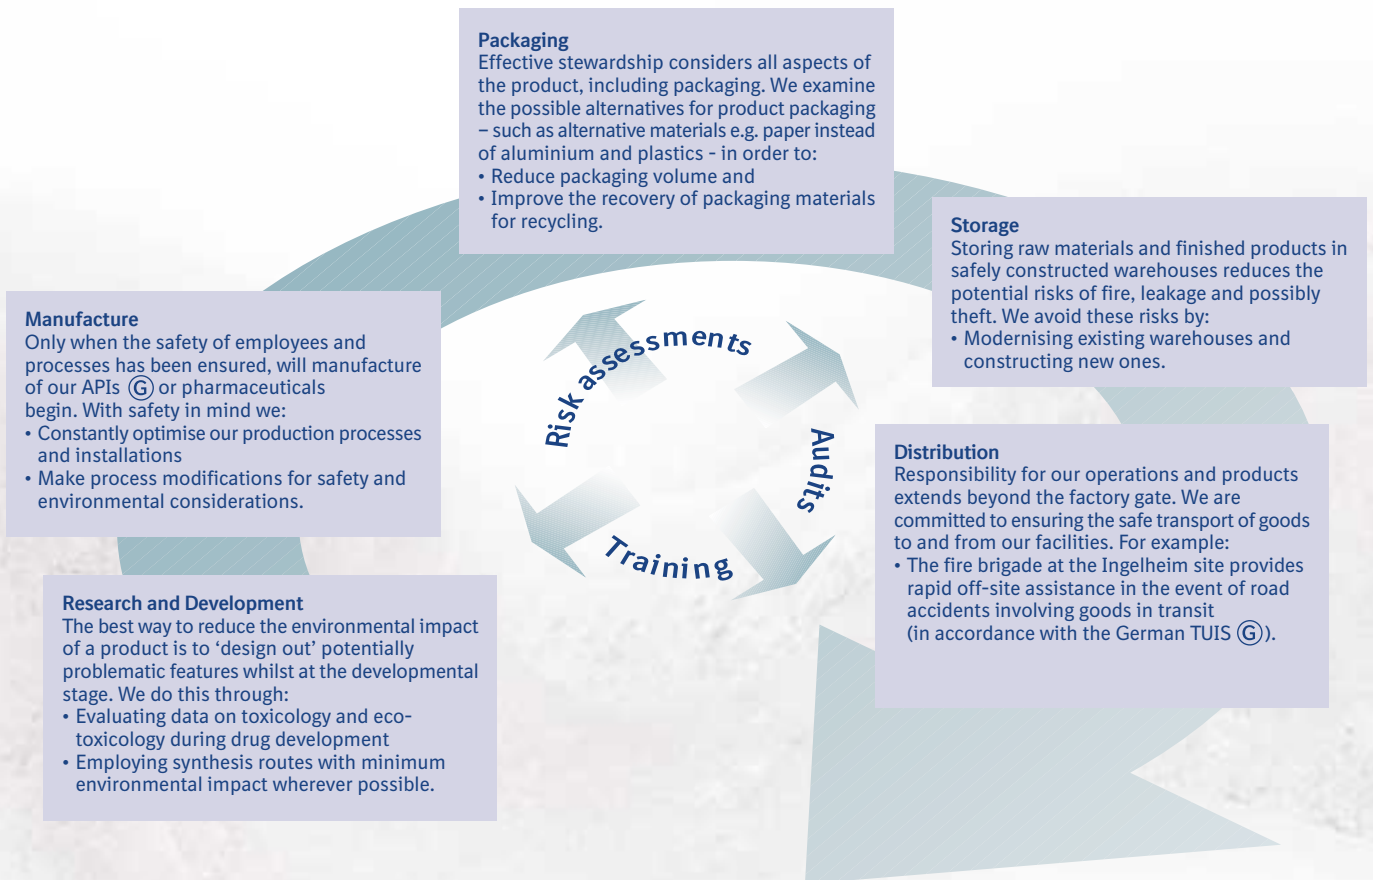 Packaging
Effective stewardship considers all aspects of
the product, including packaging. We examine
the possible alternatives for product packaging
– such as alternative materials e.g. paper instead
of aluminium and plastics - in order to:
• Reduce packaging volume and
• Improve the recovery of packaging materials
for recycling.
Storage
Storing raw materials and finished products in
safely constructed warehouses reduces the
potential risks of fire, leakage and possibly
theft. We avoid these risks by:
• Modernising existing warehouses and
constructing new ones.
Manufacture
Only when the safety of employees and
processes has been ensured, will manufacture
of our APIs Ⓖ or pharmaceuticals
begin. With safety in mind we:
• Constantly optimise our production processes
and installations
• Make process modifications for safety and
environmental considerations.
Risk assessments
Audits
Training
Distribution
Responsibility for our operations and products
extends beyond the factory gate. We are
committed to ensuring the safe transport of goods
to and from our facilities. For example:
• The fire brigade at the Ingelheim site provides
rapid off-site assistance in the event of road
accidents involving goods in transit
(in accordance with the German TUIS Ⓖ).
Research and Development
The best way to reduce the environmental impact
of a product is to ‘design out’ potentially
problematic features whilst at the developmental
stage. We do this through:
• Evaluating data on toxicology and eco-
toxicology during drug development
• Employing synthesis routes with minimum
environmental impact wherever possible.